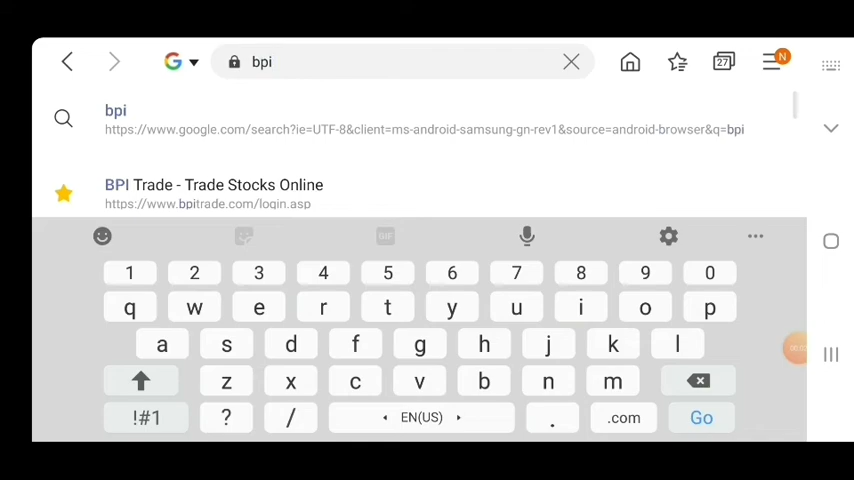 bpi
27
N
bpi
https://www.google.com/search?ie=UTF-8&client=ms-android-samsung-gn-rev1&source=android-browser&q=bpi
BPI Trade - Trade Stocks Online
https://www.bpitrade.com/login.asp
GIF
1 2 3 4 5 6 7 8 9 0
q w e r t y u i o p
a s d f g h j k l
z x c v b n m
!#1 ? / EN(US) . .com Go